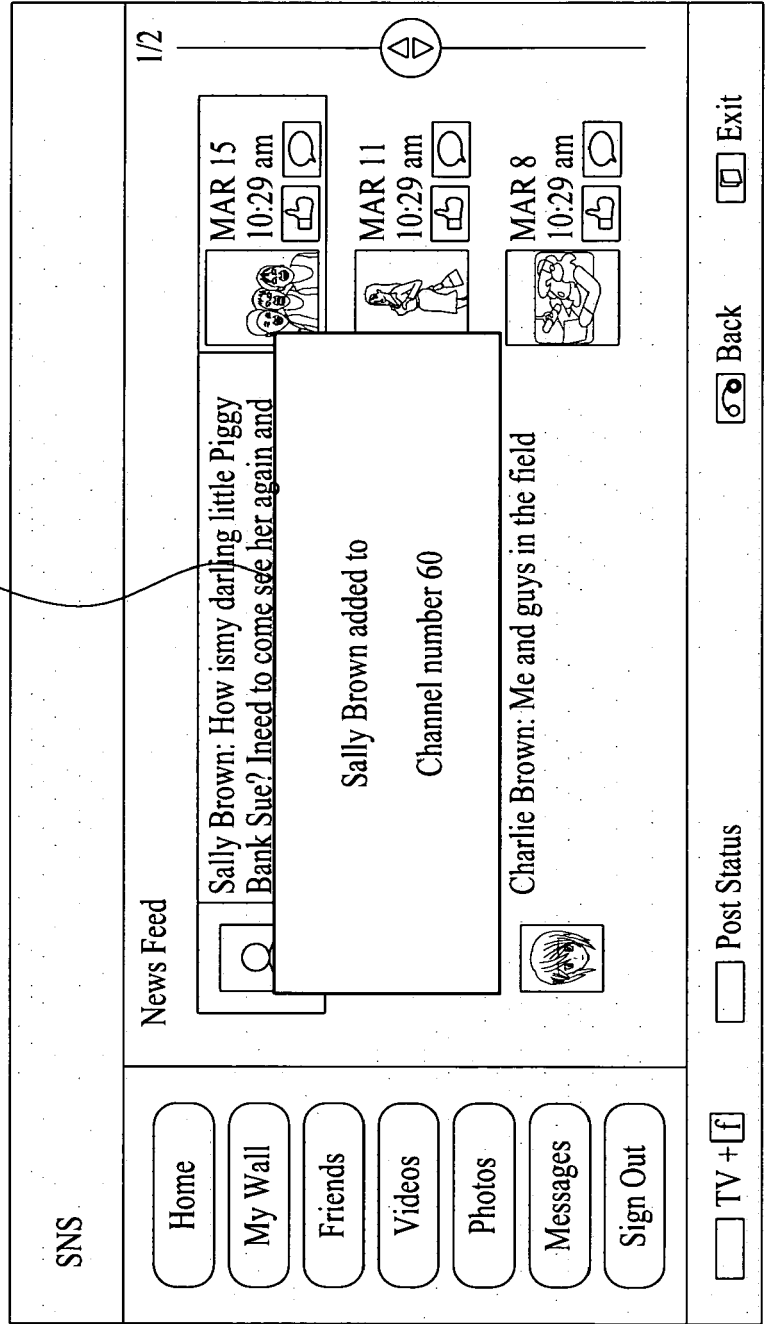 SNS
Home
My Wall
Friends
Videos
Photos
Messages
Sign Out
News Feed
1/2
Sally Brown: How ismy darling little Piggy
Bank Sue? Ineed to come see her again and
MAR 15
10:29 am
MAR 11
10:29 am
Sally Brown added to
Channel number 60
Charlie Brown: Me and guys in the field
MAR 8
10:29 am
TV + f
Post Status
Back
Exit